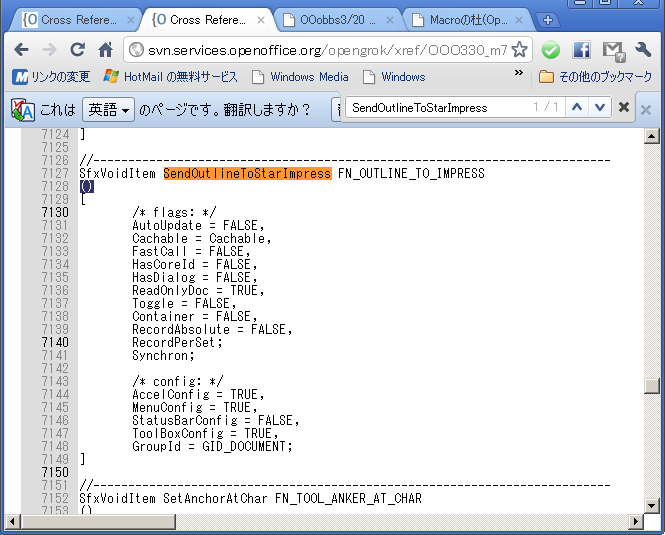 Cross Refere
Cross Refere
OOobbs3/20
Macroの杜(Op
svn.services.openoffice.org/opengrok/xref/OOO330_m7
リンクの変更 HotMail の無料サービス Windows Media Windows » その他のブックマーク
これは 英語 のページです。翻訳しますか?
SendOutlineToStarImpress 1 / 1
7124 ]
7125
7126 //--------------------------------------------------------------------------
7127 SfxVoidItem SendOutlineToStarImpress FN_OUTLINE_TO_IMPRESS
7128 ()
7129 [
7130 /* flags: */
7131 AutoUpdate = FALSE,
7132 Cachable = Cachable,
7133 FastCall = FALSE,
7134 HasCoreId = FALSE,
7135 HasDialog = FALSE,
7136 ReadOnlyDoc = TRUE,
7137 Toggle = FALSE,
7138 Container = FALSE,
7139 RecordAbsolute = FALSE,
7140 RecordPerSet;
7141 Synchron;
7142
7143 /* config: */
7144 AccelConfig = TRUE,
7145 MenuConfig = TRUE,
7146 StatusBarConfig = FALSE,
7147 ToolBoxConfig = TRUE,
7148 GroupId = GID_DOCUMENT;
7149 ]
7150
7151 //--------------------------------------------------------------------------
7152 SfxVoidItem SetAnchorAtChar FN_TOOL_ANKER_AT_CHAR
7153 ()